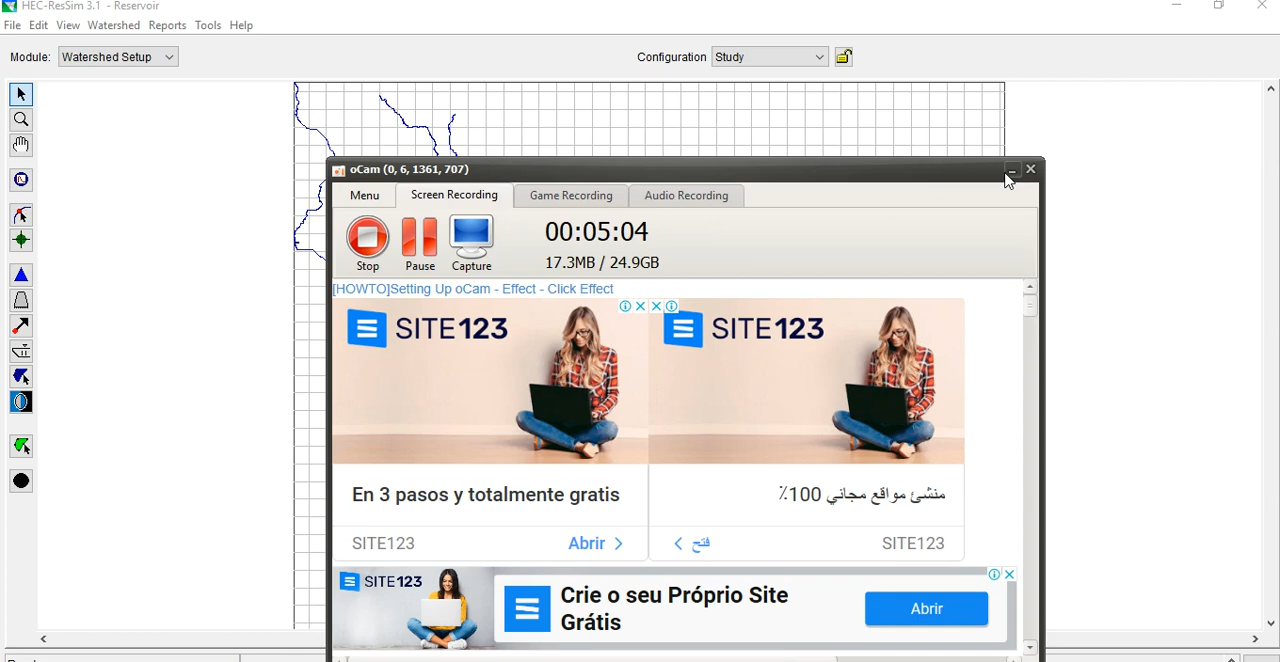 HEC-ResSim 3.1 - Reservoir
File Edit View Watershed Reports Tools Help
Module: Watershed Setup Configuration Study
oCam (0, 6, 1361, 707)
Menu Screen Recording Game Recording Audio Recording
00:05:04
17.3MB / 24.9GB
Stop Pause Capture
[HOWTO]Setting Up oCam - Effect - Click Effect
SITE123 SITE123
En 3 pasos y totalmente gratis
منشئ مواقع مجاني 100٪
SITE123 Abrir
فتح SITE123
SITE123
Crie o seu Próprio Site
Grátis
Abrir